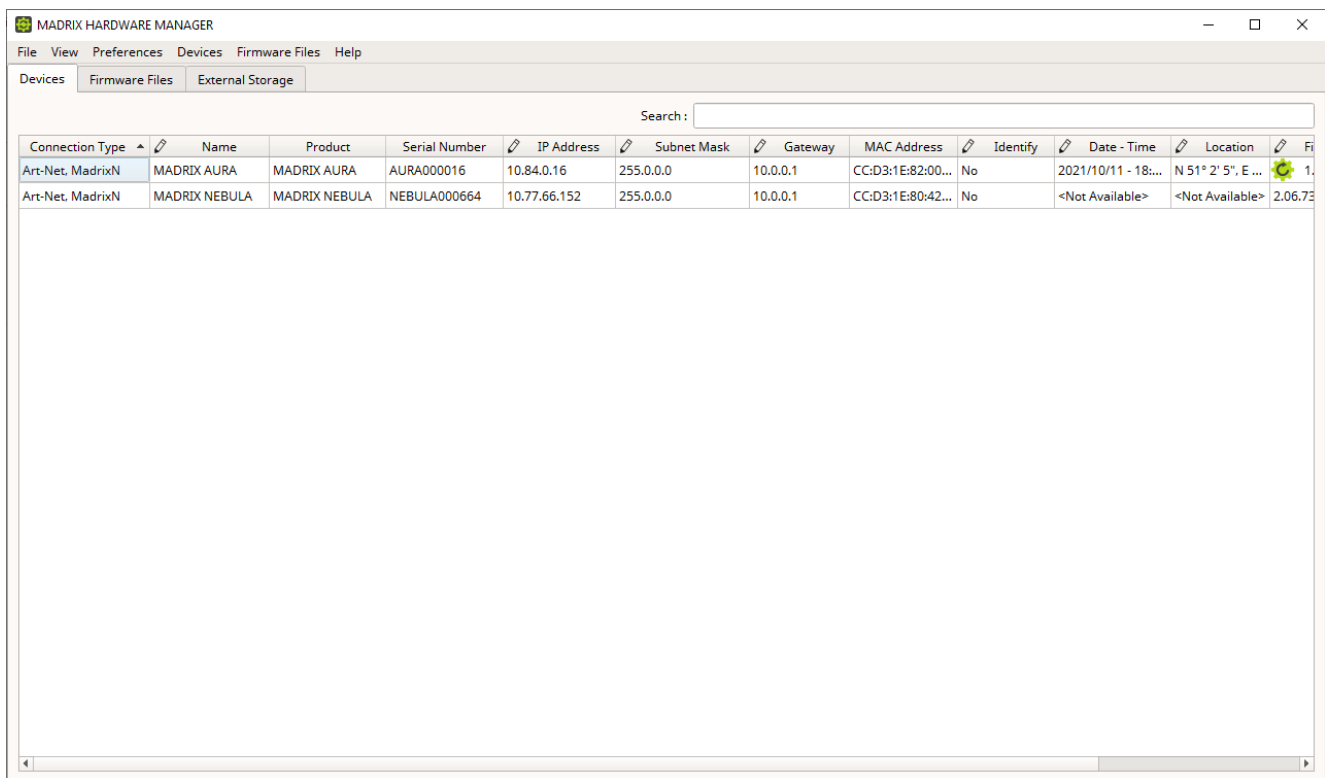 MADRIX HARDWARE MANAGER
File View Preferences Devices Firmware Files Help
Devices Firmware Files External Storage
Search :
Connection Type Name Product Serial Number IP Address Subnet Mask Gateway MAC Address Identify Date - Time Location Fi
Art-Net, MadrixN MADRIX AURA MADRIX AURA AURA000016 10.84.0.16 255.0.0.0 10.0.0.1 CC:D3:1E:82:00... No 2021/10/11 - 18:... N 51° 2' 5", E ... 1.
Art-Net, MadrixN MADRIX NEBULA MADRIX NEBULA NEBULA000664 10.77.66.152 255.0.0.0 10.0.0.1 CC:D3:1E:80:42... No <Not Available> <Not Available> 2.06.73